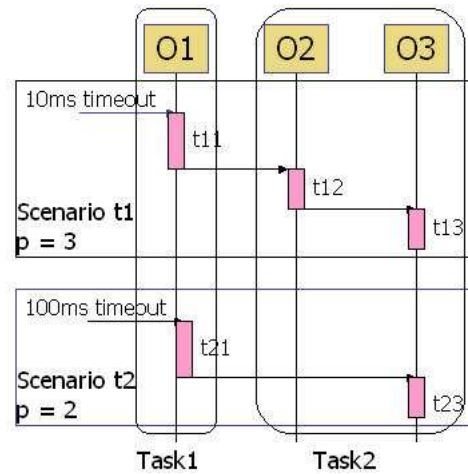 O1 O2 O3
10ms timeout
t11
t12
Scenario t1
t13
p = 3
100ms timeout
t21
Scenario t2
t23
p = 2
Task1 Task2